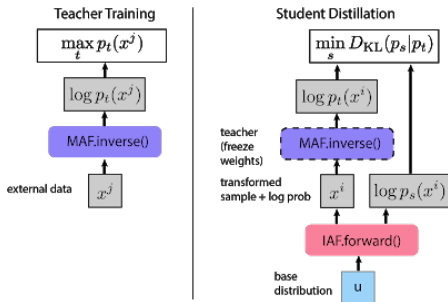 Teacher Training
max p_t(x^j)
t
log p_t(x^j)
MAF.inverse()
external data
x^j
Student Distillation
min D_KL(p_s|p_t)
s
log p_t(x^i)
teacher
(freeze
weights)
MAF.inverse()
transformed
sample + log prob
x^i
log p_s(x^i)
IAF.forward()
base
distribution
u